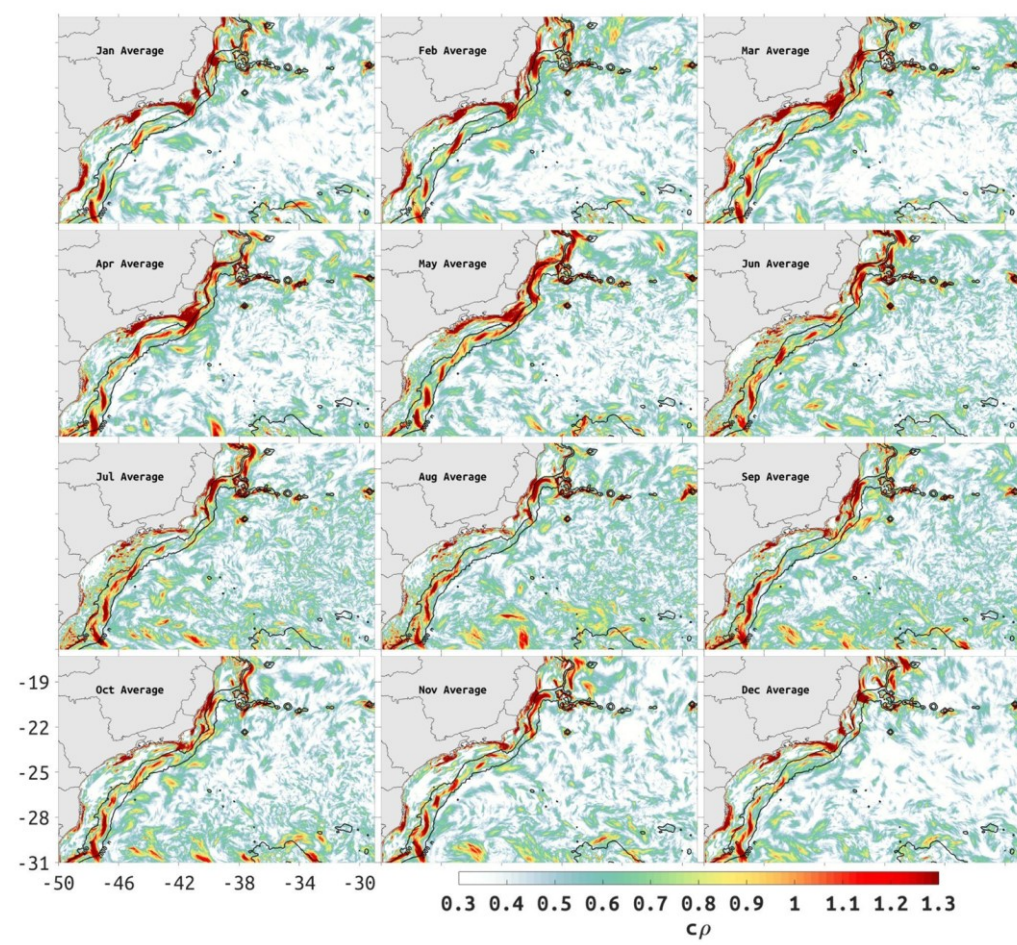 Jan Average
Feb Average
Mar Average
Apr Average
May Average
Jun Average
Jul Average
Aug Average
Sep Average
-19
-22
-25
-28
-31
Oct Average
Nov Average
Dec Average
-50 -46 -42 -38 -34 -30
0.3 0.4 0.5 0.6 0.7 0.8 0.9 1 1.1 1.2 1.3
cρ